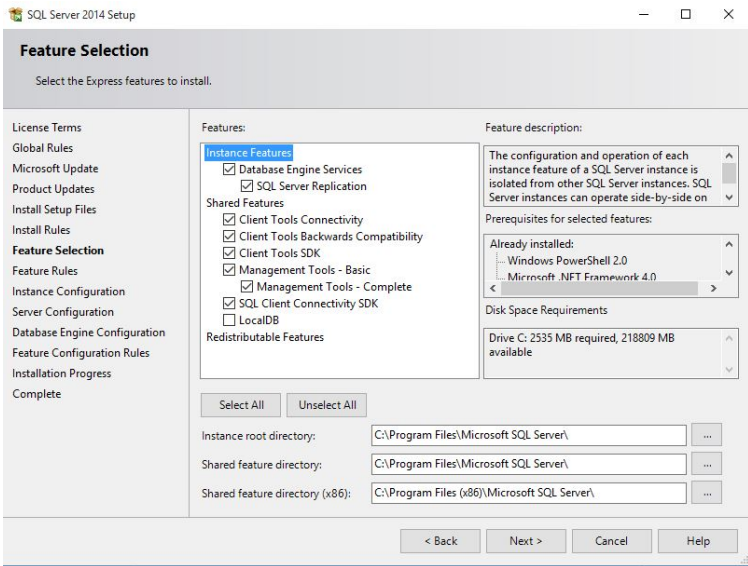 SQL Server 2014 Setup
Feature Selection
Select the Express features to install.
License Terms
Global Rules
Microsoft Update
Product Updates
Install Setup Files
Install Rules
Feature Selection
Feature Rules
Instance Configuration
Server Configuration
Database Engine Configuration
Feature Configuration Rules
Installation Progress
Complete
Features:
Instance Features
Database Engine Services
SQL Server Replication
Shared Features
Client Tools Connectivity
Client Tools Backwards Compatibility
Client Tools SDK
Management Tools - Basic
Management Tools - Complete
SQL Client Connectivity SDK
LocalDB
Redistributable Features
Feature description:
The configuration and operation of each
instance feature of a SQL Server instance is
isolated from other SQL Server instances. SQL
Server instances can operate side-by-side on
Prerequisites for selected features:
Already installed:
Windows PowerShell 2.0
Microsoft .NET Framework 4.0
Disk Space Requirements
Drive C: 2535 MB required, 218809 MB
available
Select All
Unselect All
Instance root directory:
C:\Program Files\Microsoft SQL Server\
...
Shared feature directory:
C:\Program Files\Microsoft SQL Server\
...
Shared feature directory (x86):
C:\Program Files (x86)\Microsoft SQL Server\
...
< Back
Next >
Cancel
Help